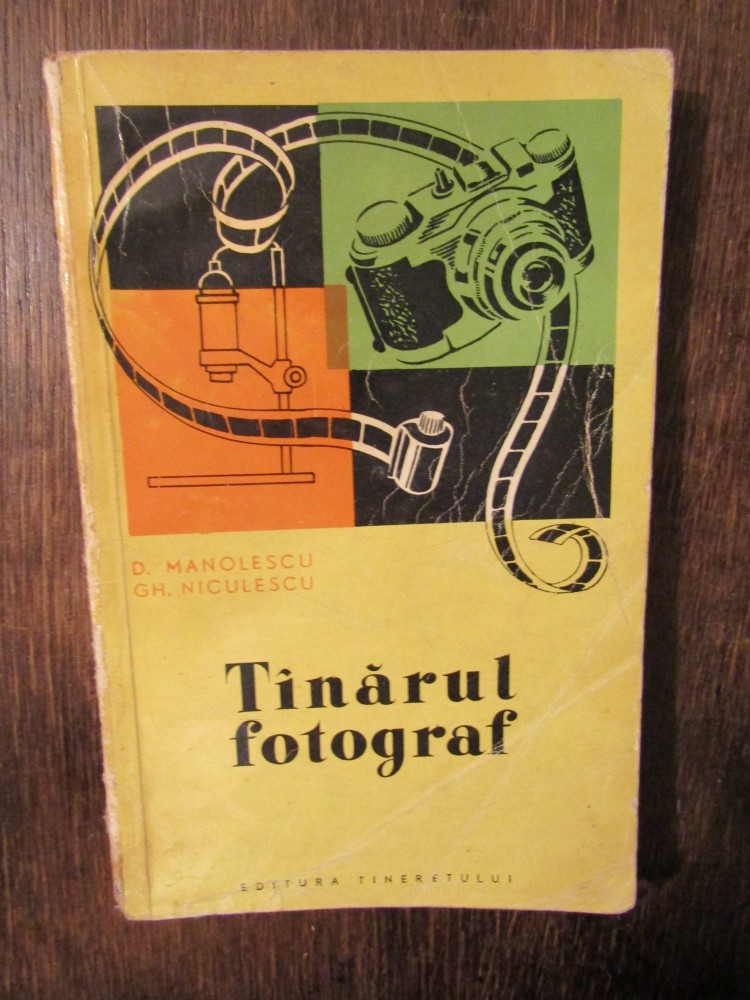 D. MANOLESCU
GH. NICULESCU
Tînărul
fotograf
EDITURA TINERETULUI